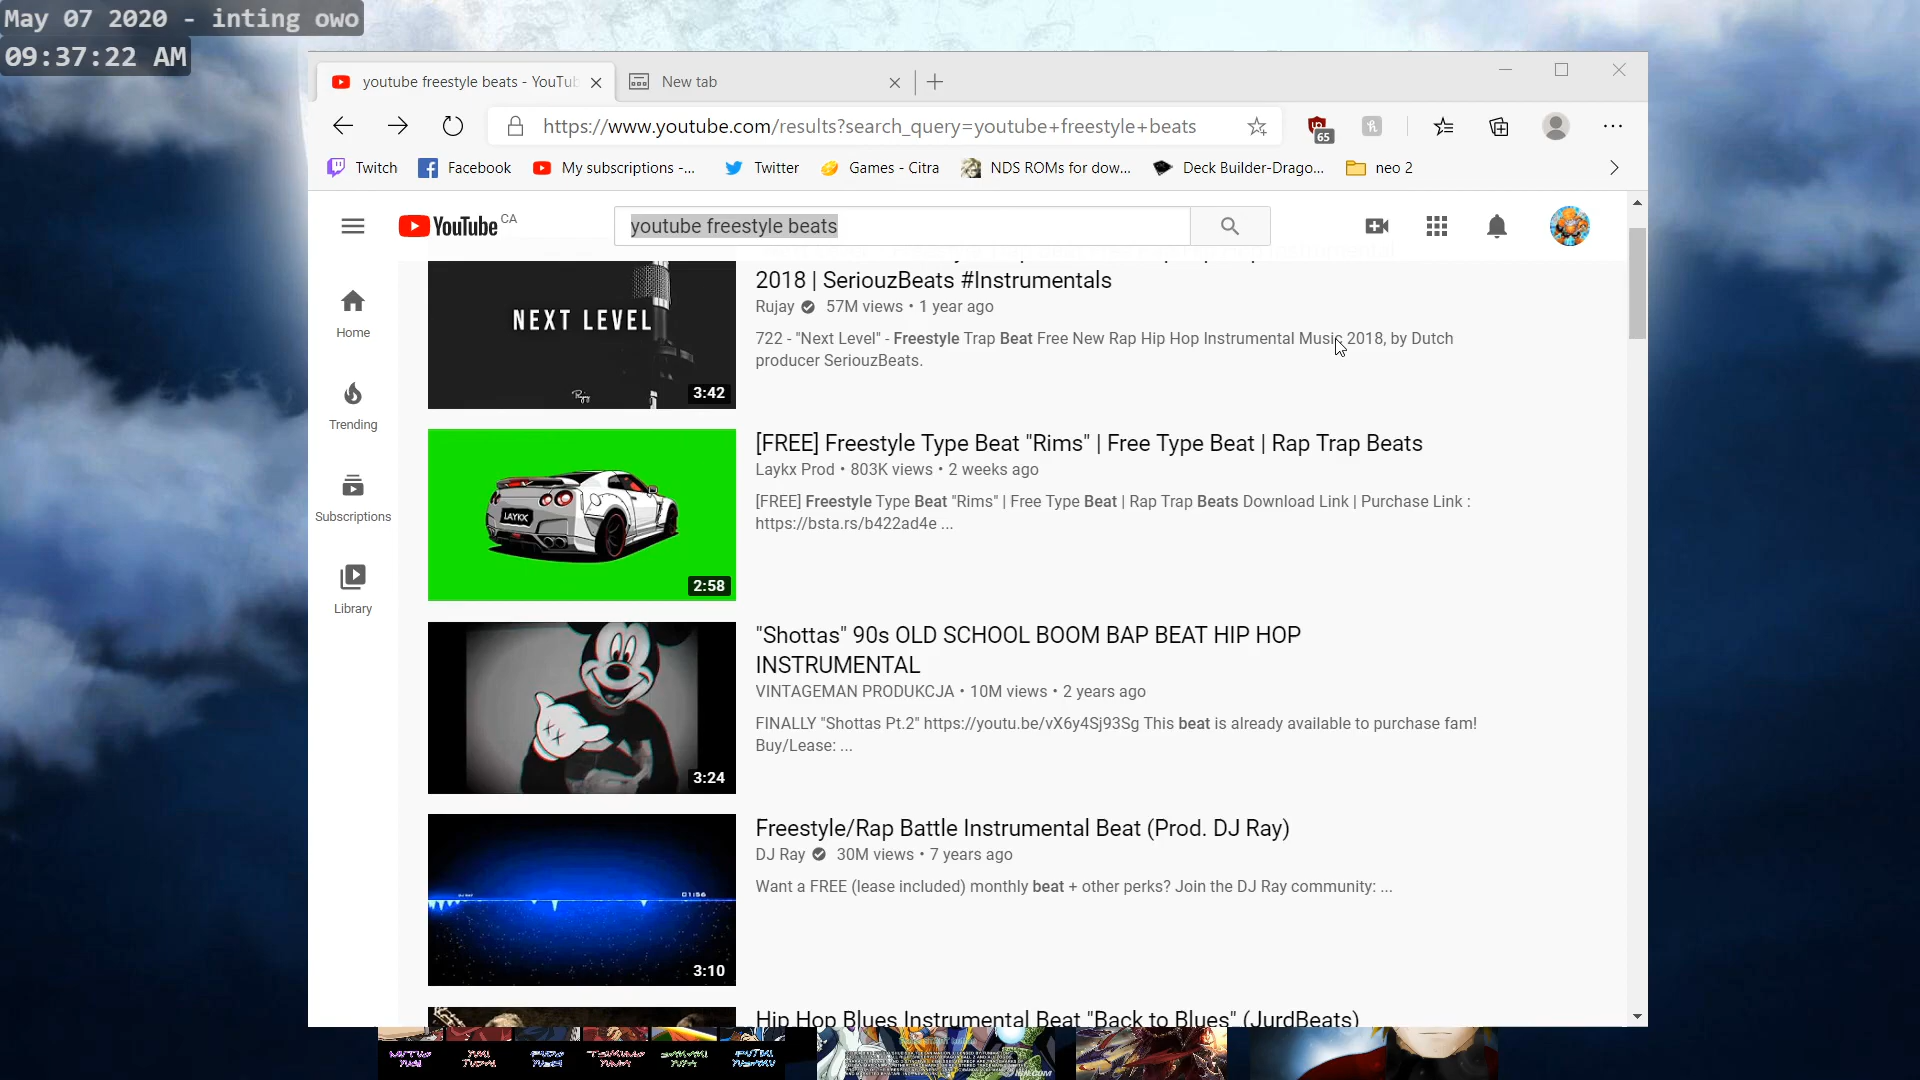 May 07 2020 - inting owo
09:37:22 AM
youtube freestyle beats - YouTub
New tab
https://www.youtube.com/results?search_query=youtube+freestyle+beats
65
Twitch
Facebook
My subscriptions -...
Twitter
Games - Citra
NDS ROMs for dow...
Deck Builder-Drago...
neo 2
YouTube CA
youtube freestyle beats
Home
Trending
Subscriptions
Library
NEXT LEVEL
3:42
2018 | SeriouzBeats #Instrumentals
Rujay 57M views • 1 year ago
722 - "Next Level" - Freestyle Trap Beat Free New Rap Hip Hop Instrumental Music 2018, by Dutch
producer SeriouzBeats.
LAYKX
2:58
[FREE] Freestyle Type Beat "Rims" | Free Type Beat | Rap Trap Beats
Laykx Prod • 803K views • 2 weeks ago
[FREE] Freestyle Type Beat "Rims" | Free Type Beat | Rap Trap Beats Download Link | Purchase Link :
https://bsta.rs/b422ad4e ...
3:24
"Shottas" 90s OLD SCHOOL BOOM BAP BEAT HIP HOP
INSTRUMENTAL
VINTAGEMAN PRODUKCJA • 10M views • 2 years ago
FINALLY "Shottas Pt.2" https://youtu.be/vX6y4Sj93Sg This beat is already available to purchase fam!
Buy/Lease: ...
DJ RAY
01:56
3:10
Freestyle/Rap Battle Instrumental Beat (Prod. DJ Ray)
DJ Ray 30M views • 7 years ago
Want a FREE (lease included) monthly beat + other perks? Join the DJ Ray community: ...
Hip Hop Blues Instrumental Beat "Back to Blues" (JurdBeats)